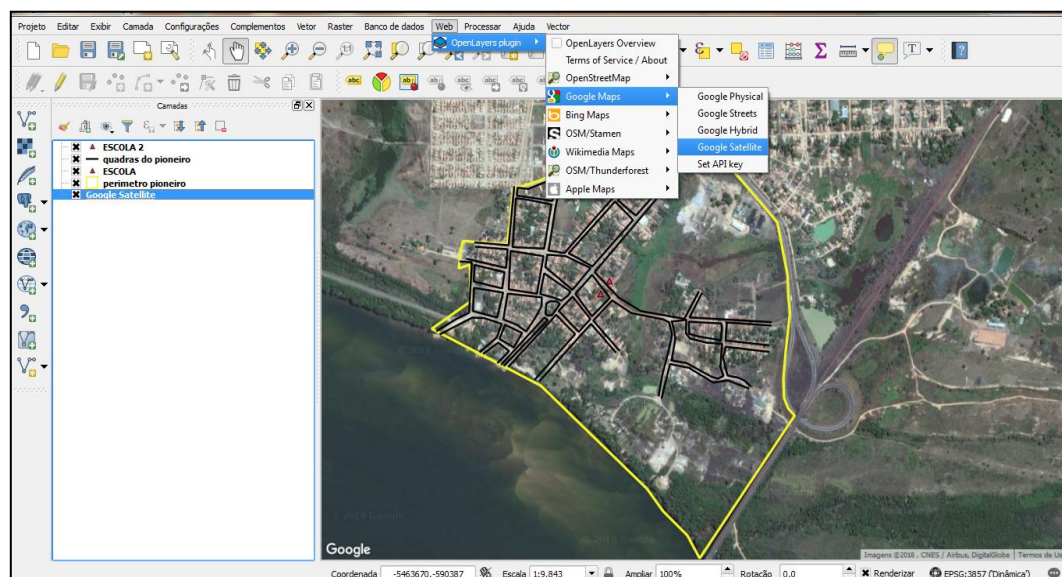 Projeto Editar Exibir Camada Configurações Complementos Vetor Raster Banco de dados Web Processar Ajuda Vector
OpenLayers plugin
OpenLayers Overview
Terms of Service / About
OpenStreetMap
Google Maps
Bing Maps
OSM/Stamen
Wikimedia Maps
OSM/Thunderforest
Apple Maps
Google Physical
Google Streets
Google Hybrid
Google Satellite
Set API key
Camadas
ESCOLA 2
quadras do pioneiro
ESCOLA
perimetro pioneiro
Google Satellite
Google
Imagens ©2018 , CNES / Airbus, DigitalGlobe Termos de Us
Coordenada -5463670,-590387 Escala 1:9.843 Ampliar 100% Rotação 0,0 Renderizar EPSG:3857 ('Dinâmica')